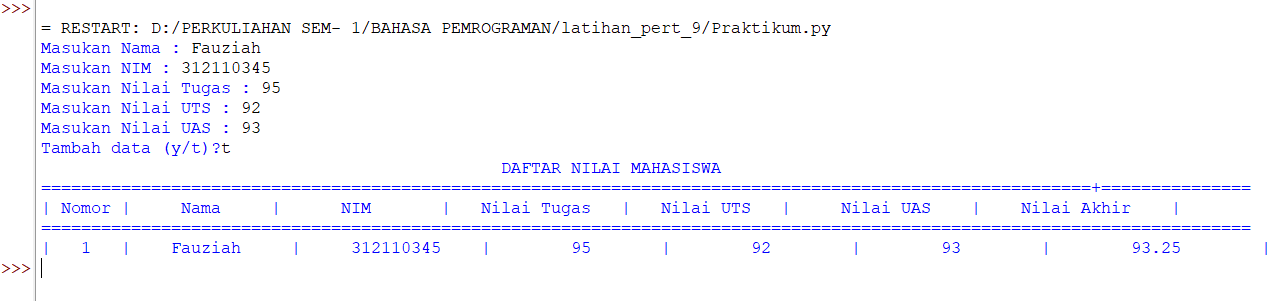 >>>
= RESTART: D:/PERKULIAHAN SEM- 1/BAHASA PEMROGRAMAN/latihan_pert_9/Praktikum.py
Masukan Nama : Fauziah
Masukan NIM : 312110345
Masukan Nilai Tugas : 95
Masukan Nilai UTS : 92
Masukan Nilai UAS : 93
Tambah data (y/t)?t
DAFTAR NILAI MAHASISWA
=========================================================================================================+===============
| Nomor |     Nama     |      NIM       |   Nilai Tugas   |   Nilai UTS   |     Nilai UAS    |    Nilai Akhir    |
=========================================================================================================================
|   1   |    Fauziah     |     312110345    |        95       |        92        |        93        |        93.25        |
>>>